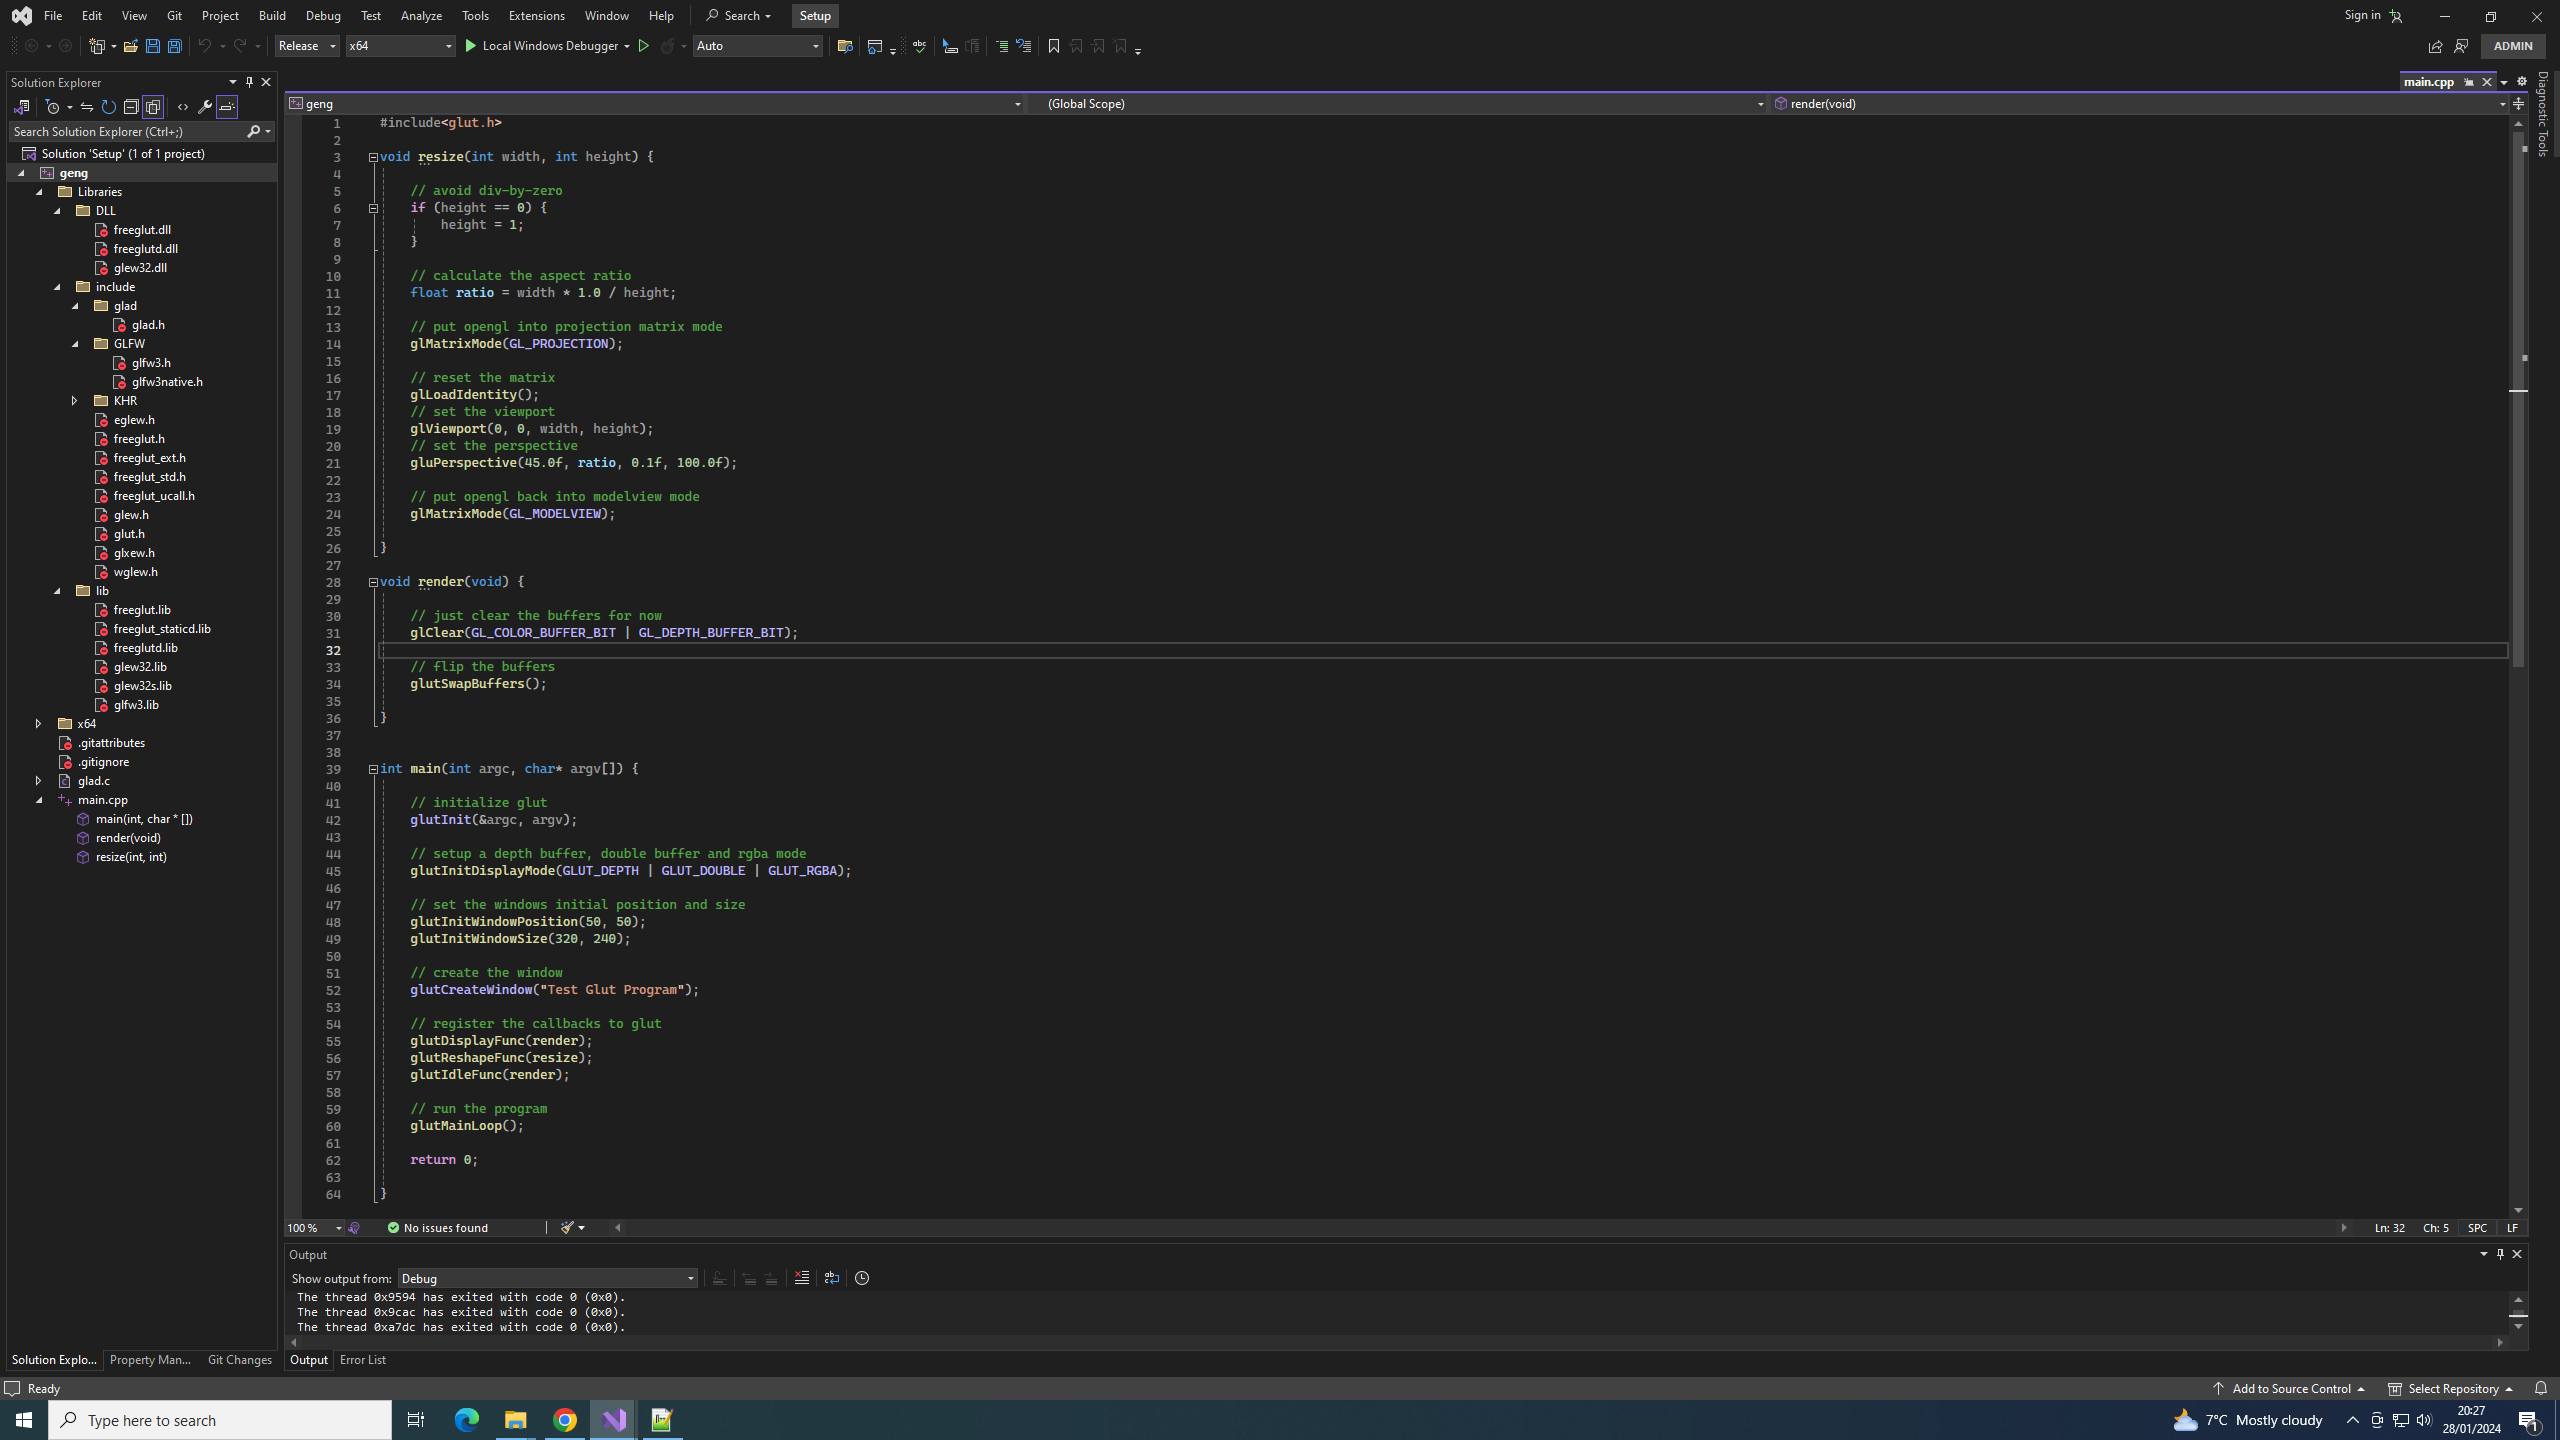 File Edit View Git Project Build Debug Test Analyze Tools Extensions Window Help Search Setup Sign in
Release x64 Local Windows Debugger Auto ADMIN
Solution Explorer
Search Solution Explorer (Ctrl+;)
Solution 'Setup' (1 of 1 project)
geng
Libraries
DLL
freeglut.dll
freeglutd.dll
glew32.dll
include
glad
glad.h
GLFW
glfw3.h
glfw3native.h
KHR
eglew.h
freeglut.h
freeglut_ext.h
freeglut_std.h
freeglut_ucall.h
glew.h
glut.h
glxew.h
wglew.h
lib
freeglut.lib
freeglut_staticd.lib
freeglutd.lib
glew32.lib
glew32s.lib
glfw3.lib
x64
.gitattributes
.gitignore
glad.c
main.cpp
main(int, char * [])
render(void)
resize(int, int)
Solution Explo... Property Man... Git Changes
main.cpp
Diagnostic Tools
geng (Global Scope) render(void)
1 #include<glut.h>
2
3 void resize(int width, int height) {
4
5 // avoid div-by-zero
6 if (height == 0) {
7 height = 1;
8 }
9
10 // calculate the aspect ratio
11 float ratio = width * 1.0 / height;
12
13 // put opengl into projection matrix mode
14 glMatrixMode(GL_PROJECTION);
15
16 // reset the matrix
17 glLoadIdentity();
18 // set the viewport
19 glViewport(0, 0, width, height);
20 // set the perspective
21 gluPerspective(45.0f, ratio, 0.1f, 100.0f);
22
23 // put opengl back into modelview mode
24 glMatrixMode(GL_MODELVIEW);
25
26 }
27
28 void render(void) {
29
30 // just clear the buffers for now
31 glClear(GL_COLOR_BUFFER_BIT | GL_DEPTH_BUFFER_BIT);
32
33 // flip the buffers
34 glutSwapBuffers();
35
36 }
37
38
39 int main(int argc, char* argv[]) {
40
41 // initialize glut
42 glutInit(&argc, argv);
43
44 // setup a depth buffer, double buffer and rgba mode
45 glutInitDisplayMode(GLUT_DEPTH | GLUT_DOUBLE | GLUT_RGBA);
46
47 // set the windows initial position and size
48 glutInitWindowPosition(50, 50);
49 glutInitWindowSize(320, 240);
50
51 // create the window
52 glutCreateWindow("Test Glut Program");
53
54 // register the callbacks to glut
55 glutDisplayFunc(render);
56 glutReshapeFunc(resize);
57 glutIdleFunc(render);
58
59 // run the program
60 glutMainLoop();
61
62 return 0;
63
64 }
100 % No issues found Ln: 32 Ch: 5 SPC LF
Output
Show output from: Debug
The thread 0x9594 has exited with code 0 (0x0).
The thread 0x9cac has exited with code 0 (0x0).
The thread 0xa7dc has exited with code 0 (0x0).
Output Error List
Ready Add to Source Control Select Repository
Type here to search 7°C Mostly cloudy 20:27
28/01/2024 1